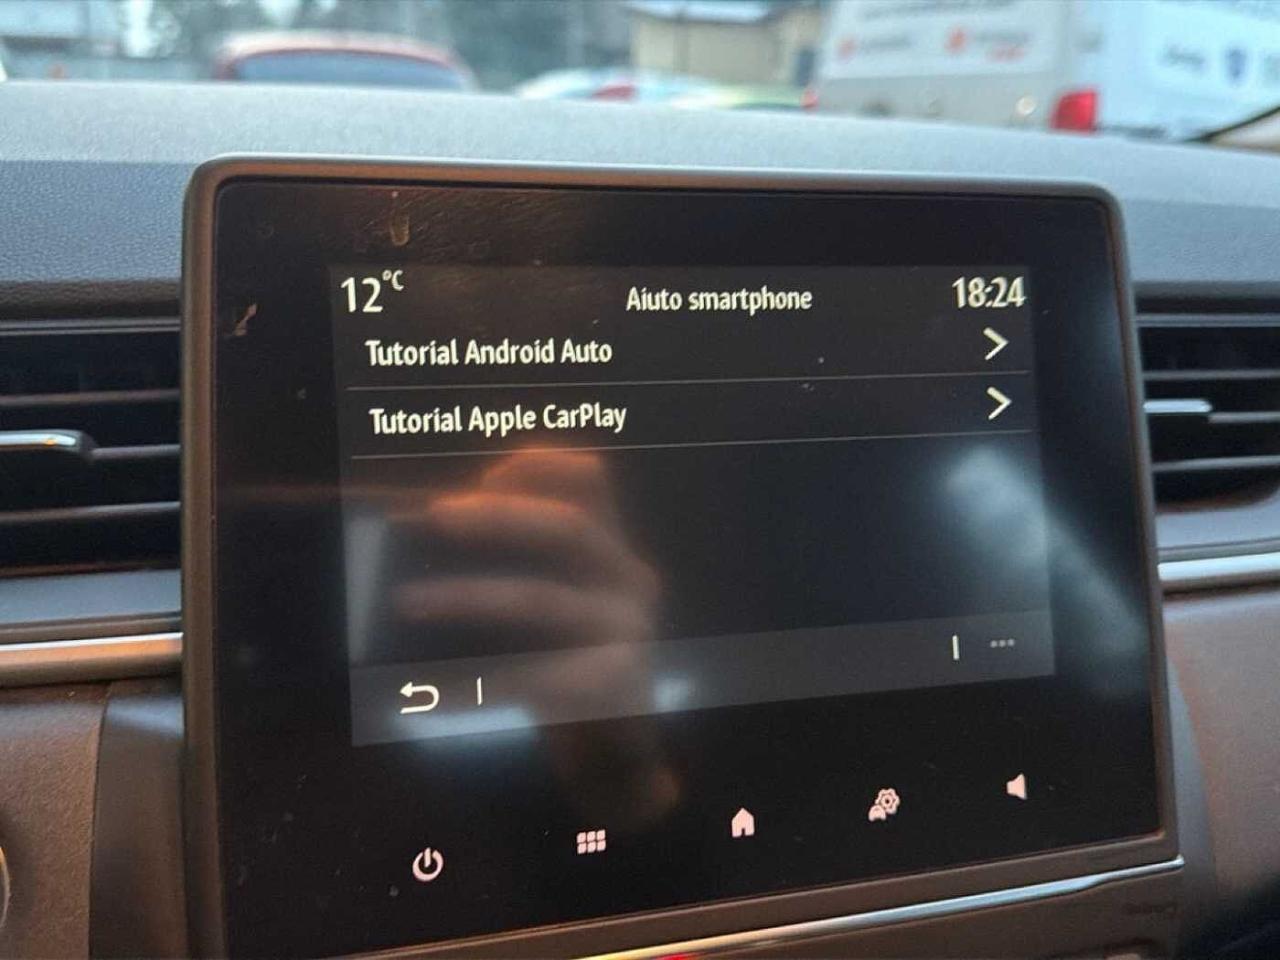 12°C Aiuto smartphone 18:24
Tutorial Android Auto
Tutorial Apple CarPlay